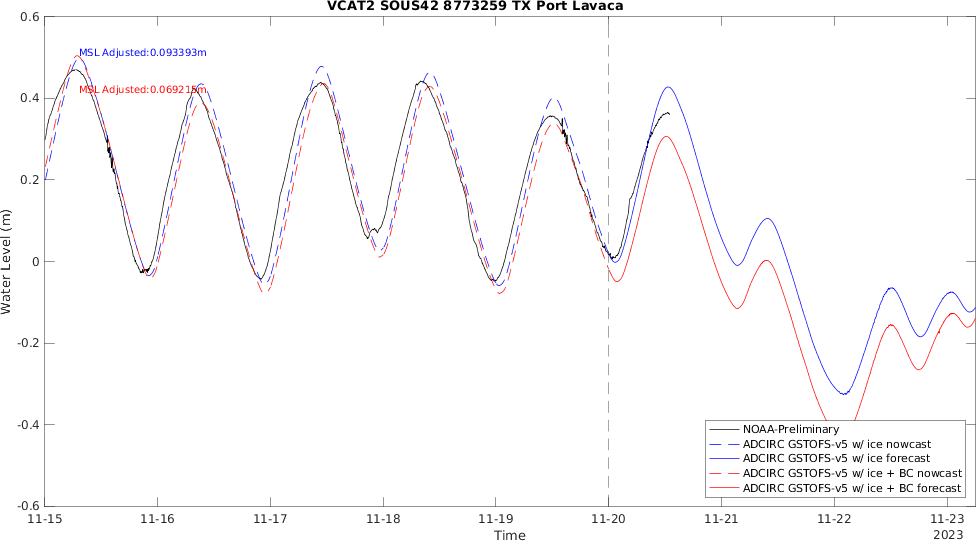 VCAT2 SOUS42 8773259 TX Port Lavaca
0.6
0.4
0.2
0
-0.2
-0.4
-0.6
Water Level (m)
MSL Adjusted:0.093393m
MSL Adjusted:0.069215m
NOAA-Preliminary
ADCIRC GSTOFS-v5 w/ ice nowcast
ADCIRC GSTOFS-v5 w/ ice forecast
ADCIRC GSTOFS-v5 w/ ice + BC nowcast
ADCIRC GSTOFS-v5 w/ ice + BC forecast
11-15 11-16 11-17 11-18 11-19 11-20 11-21 11-22 11-23
Time
2023